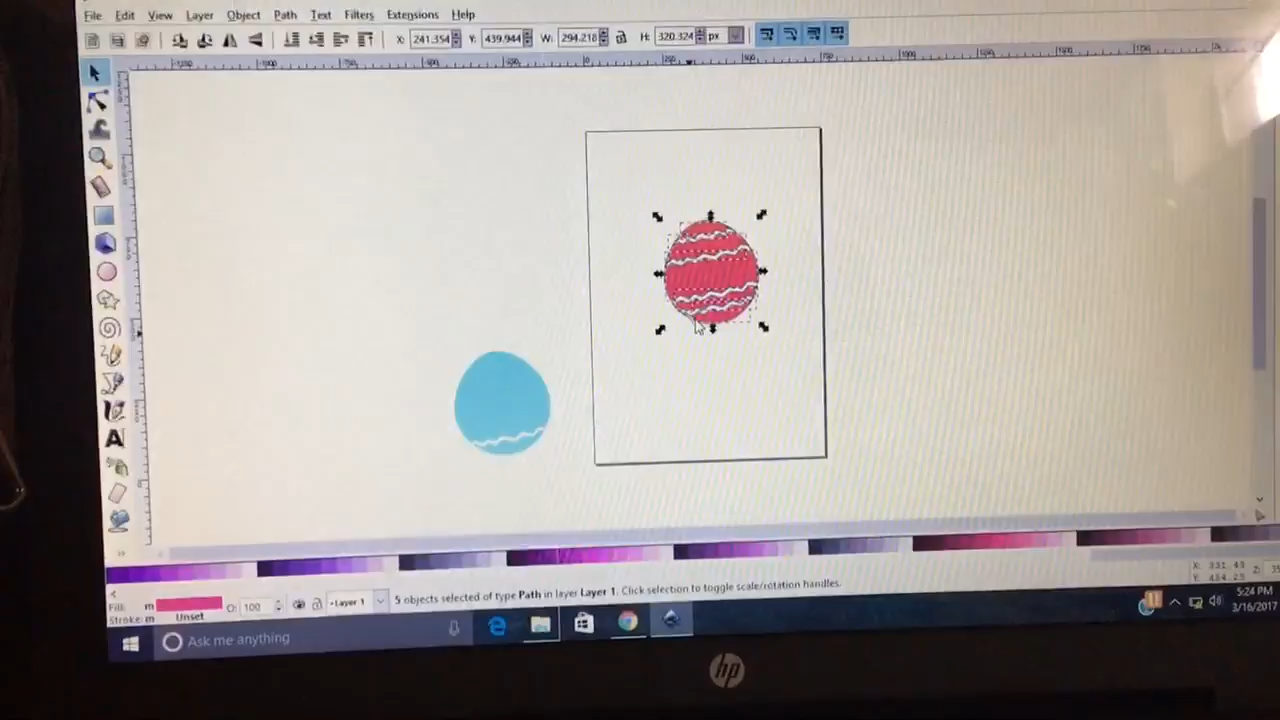 File Edit View Layer Object Path Text Filters Extensions Help
X: 241.354 Y: 439.944 W: 294.218 H: 320.324 px
Fill: m O: 100 Layer 1 5 objects selected of type Path in layer Layer 1. Click selection to toggle scale/rotation handles.
Stroke: m Unset
Ask me anything
5:24 PM
3/16/2017
hp